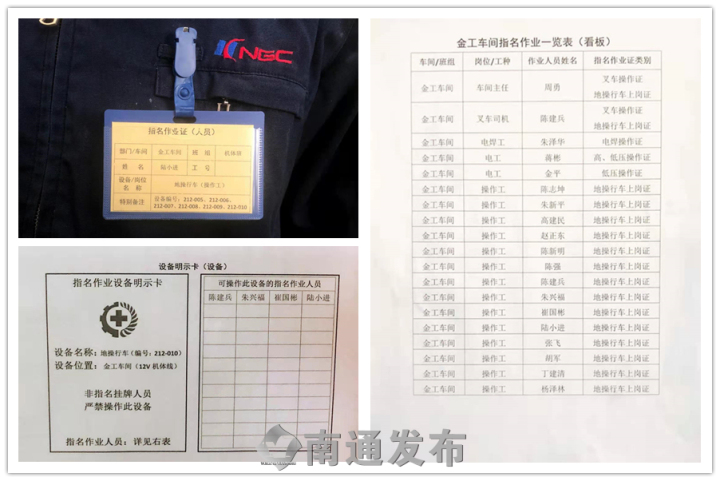 NGC
指名作业证（人员）
部门/车间 金工车间 班组 机体组
姓名 陆小进 工号
设备/岗位名称 地操行车（操作工）
特别备注 设备编号：212-005、212-006、
212-007、212-008、212-009、212-010
设备明示卡（设备）
指名作业设备明示卡
设备名称：地操行车（编号：212-010）
设备位置：金工车间（12V 机体线）
非指名挂牌人员
严禁操作此设备
指名作业人员：详见右表
可操作此设备的指名作业人员
陈建兵 朱兴福 崔国彬 陆小进
金工车间指名作业一览表（看板）
车间/班组 岗位/工种 作业人员姓名 指名作业证类别
金工车间 车间主任 周勇 叉车操作证
地操行车上岗证
金工车间 叉车司机 陈建兵 叉车操作证
地操行车上岗证
金工车间 电焊工 朱泽华 电焊操作证
金工车间 电工 蒋彬 高、低压操作证
金工车间 电工 金平 低压操作证
金工车间 操作工 陈志坤 地操行车上岗证
金工车间 操作工 朱新平 地操行车上岗证
金工车间 操作工 高建民 地操行车上岗证
金工车间 操作工 赵正东 地操行车上岗证
金工车间 操作工 陈新明 地操行车上岗证
金工车间 操作工 陈强 地操行车上岗证
金工车间 操作工 陈建兵 地操行车上岗证
金工车间 操作工 朱兴福 地操行车上岗证
金工车间 操作工 崔国彬 地操行车上岗证
金工车间 操作工 陆小进 地操行车上岗证
金工车间 操作工 张飞 地操行车上岗证
金工车间 操作工 胡军 地操行车上岗证
金工车间 操作工 丁建清 地操行车上岗证
金工车间 操作工 杨泽林 地操行车上岗证
南通发布